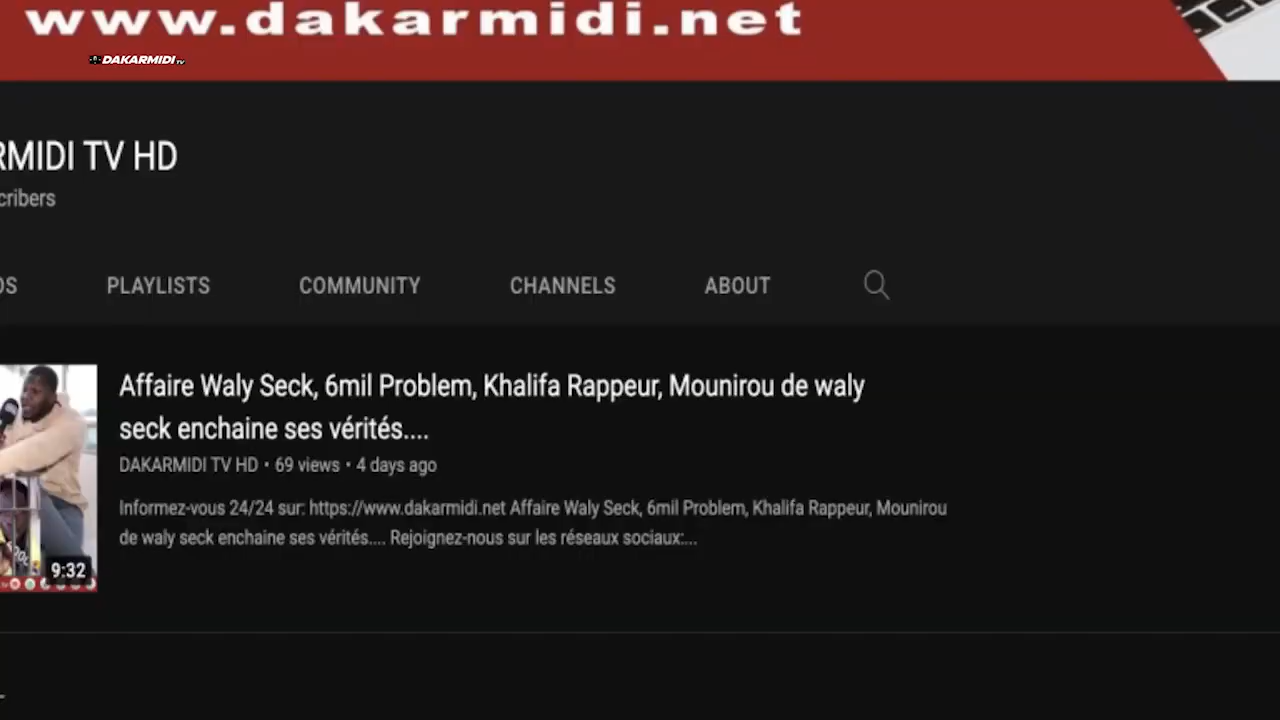 www.dakarmidi.net
DAKARMIDI TV
RMIDI TV HD
cribers
OS
PLAYLISTS
COMMUNITY
CHANNELS
ABOUT
Affaire Waly Seck, 6mil Problem, Khalifa Rappeur, Mounirou de waly
seck enchaine ses vérités....
DAKARMIDI TV HD • 69 views • 4 days ago
Informez-vous 24/24 sur: https://www.dakarmidi.net Affaire Waly Seck, 6mil Problem, Khalifa Rappeur, Mounirou
de waly seck enchaine ses vérités.... Rejoignez-nous sur les réseaux sociaux:...
9:32